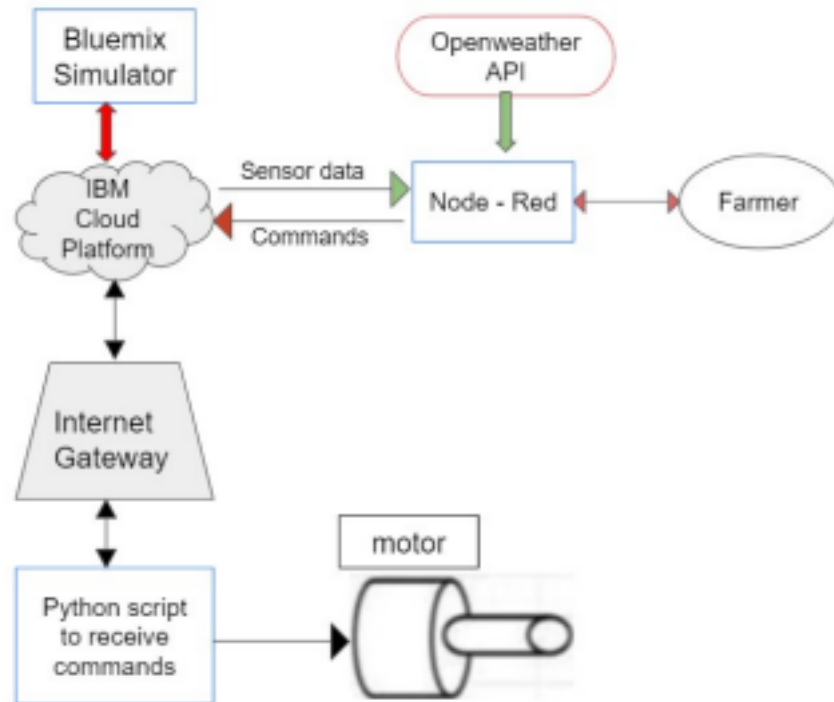 Bluemix
Simulator
Openweather
API
IBM
Cloud
Platform
Sensor data
Commands
Node - Red
Farmer
Internet
Gateway
motor
Python script
to receive
commands